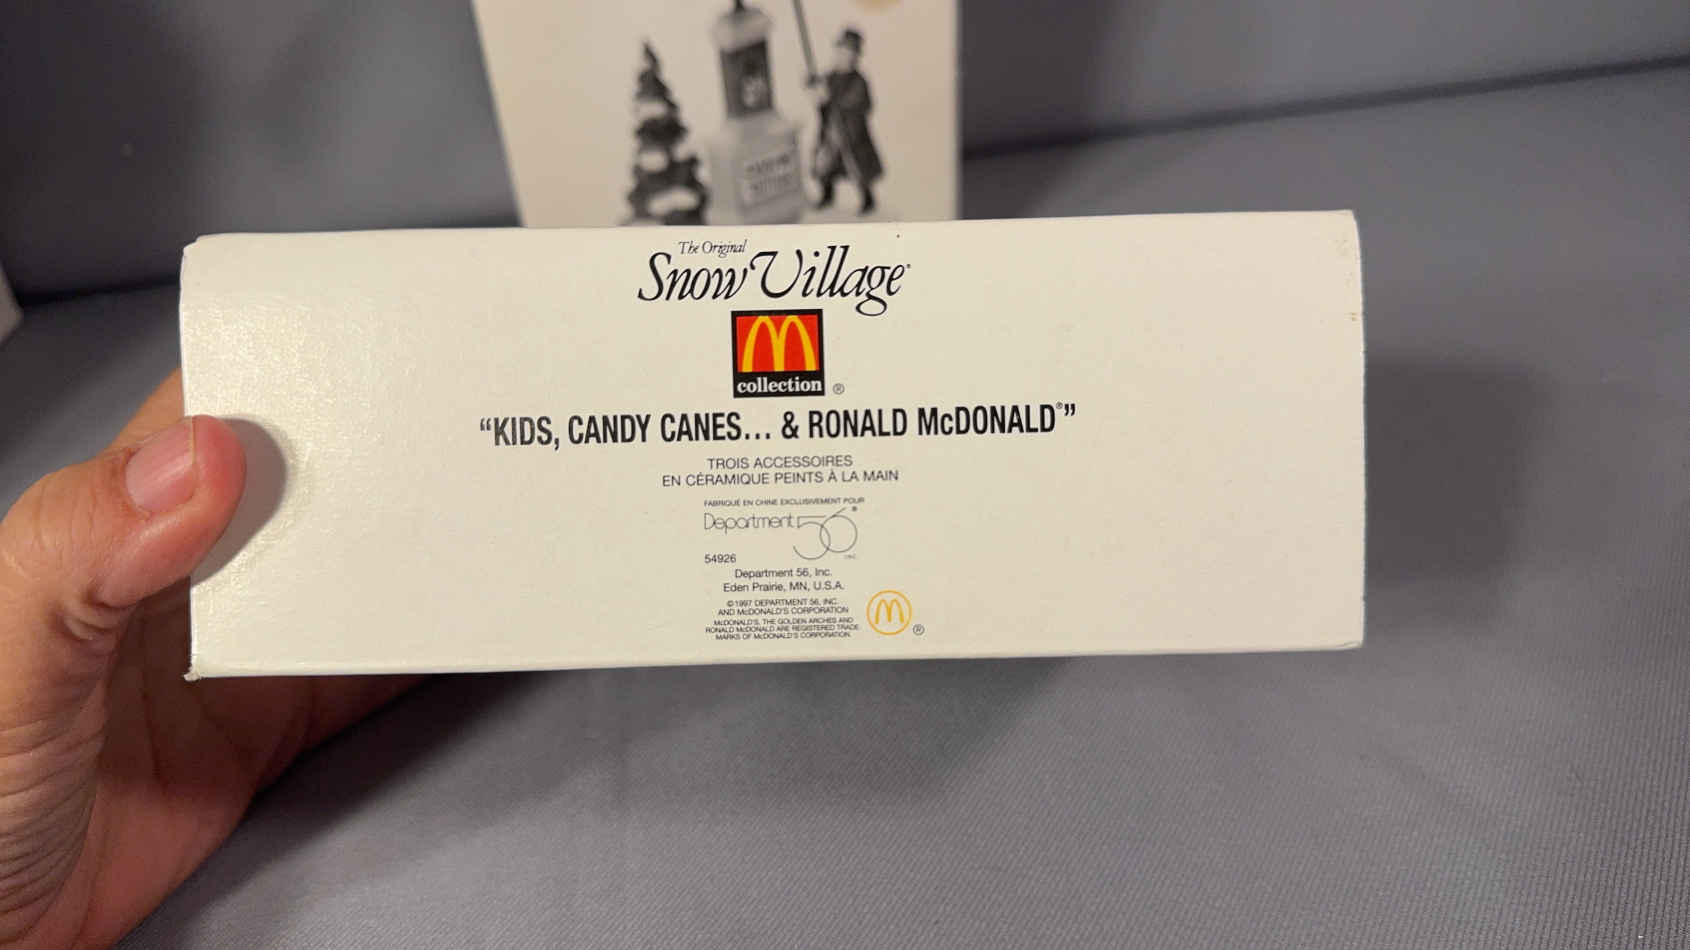 The Original
Snow Village
collection ®
“KIDS, CANDY CANES... & RONALD McDONALD®”
TROIS ACCESSOIRES
EN CÉRAMIQUE PEINTS À LA MAIN
FABRIQUÉ EN CHINE EXCLUSIVEMENT POUR
Department 56®
INC.
54926
Department 56, Inc.
Eden Prairie, MN, U.S.A.
©1997 DEPARTMENT 56, INC.
AND McDONALD'S CORPORATION
McDONALD'S, THE GOLDEN ARCHES AND
RONALD McDONALD ARE REGISTERED TRADE
MARKS OF McDONALD'S CORPORATION.
®